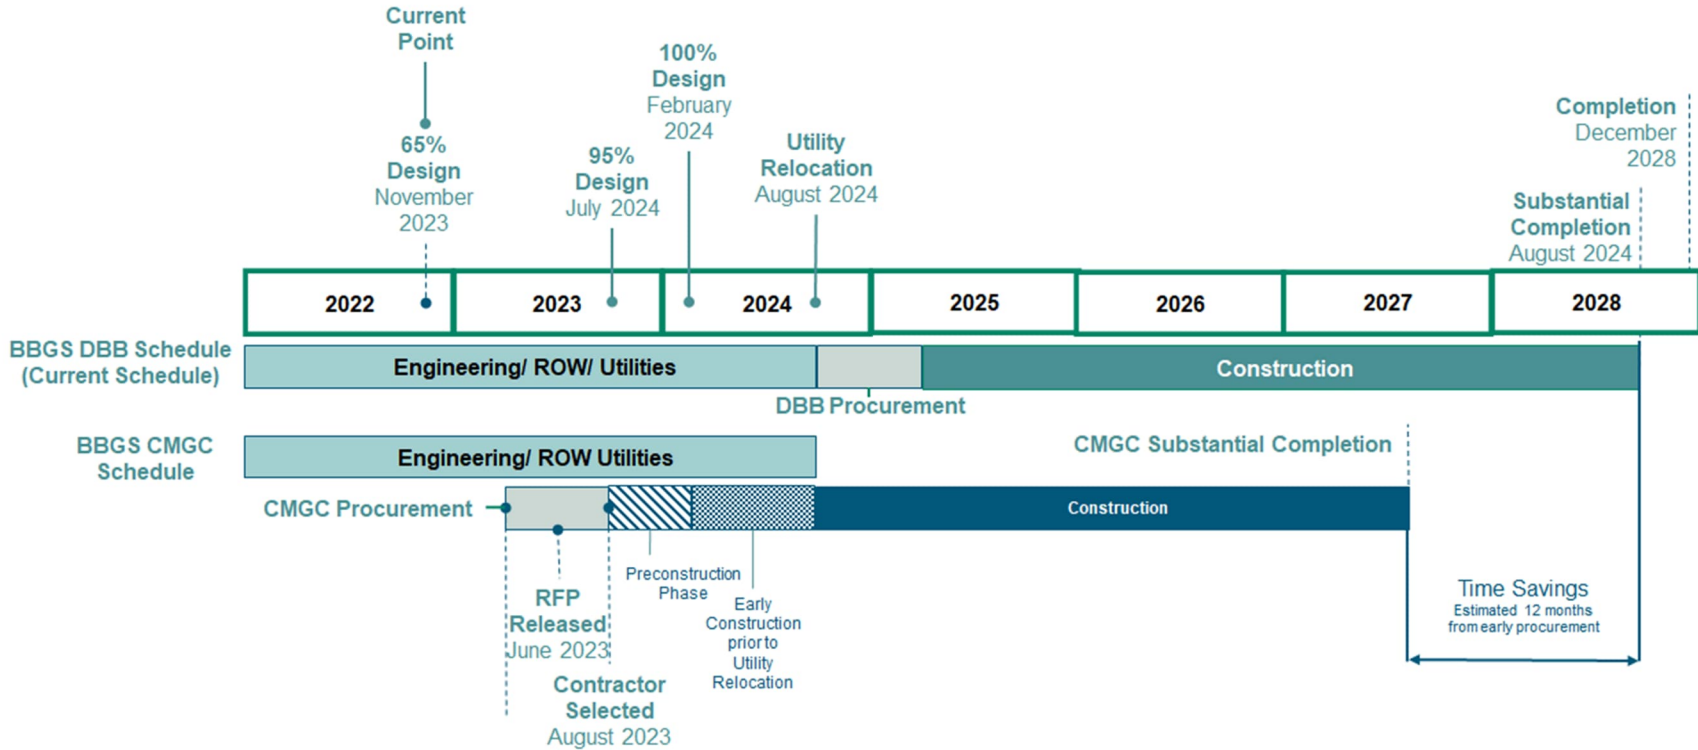 Current
Point
65%
Design
November
2023
95%
Design
July 2024
100%
Design
February
2024
Utility
Relocation
August 2024
Completion
December
2028
Substantial
Completion
August 2024
2022
2023
2024
2025
2026
2027
2028
BBGS DBB Schedule
(Current Schedule)
Engineering/ ROW/ Utilities
Construction
DBB Procurement
BBGS CMGC
Schedule
Engineering/ ROW Utilities
CMGC Substantial Completion
CMGC Procurement
Construction
Preconstruction
Phase
Early
Construction
prior to
Utility
Relocation
RFP
Released
June 2023
Contractor
Selected
August 2023
Time Savings
Estimated 12 months
from early procurement